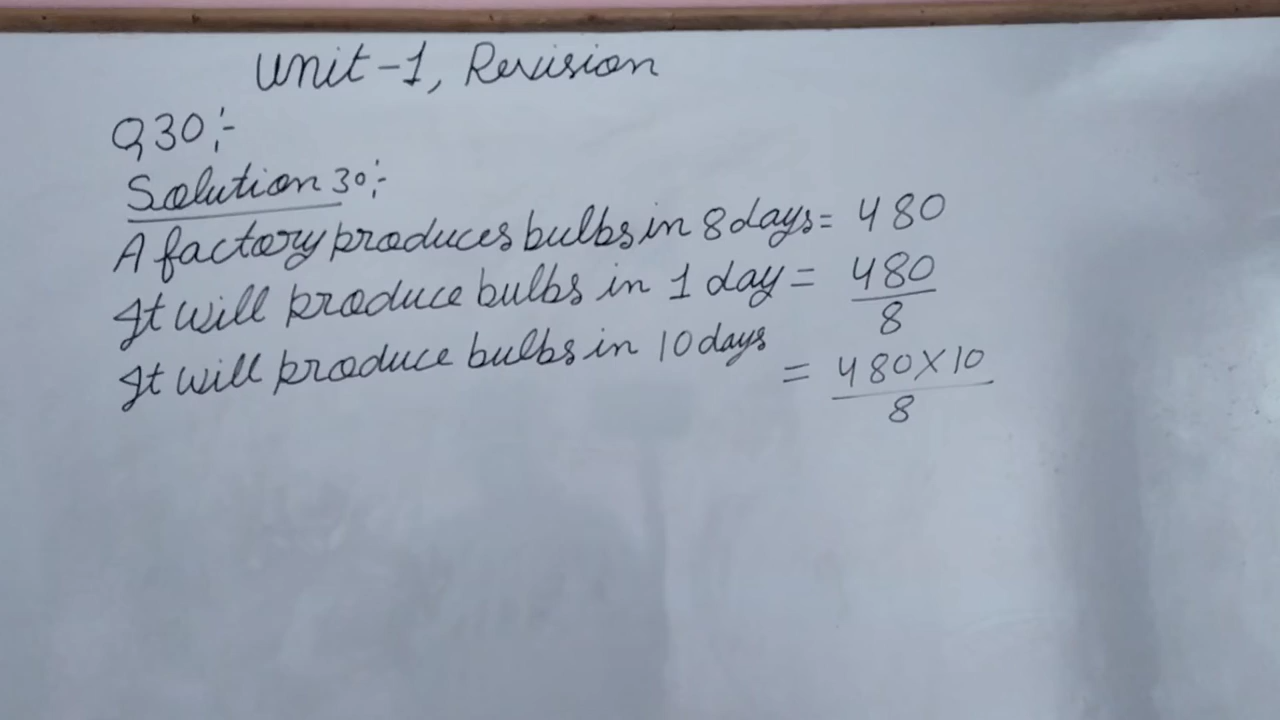 Unit-1, Revision
Q30:-
Solution 30:-
A factory produces bulbs in 8 days = 480
It will produce bulbs in 1 day = 480/8
It will produce bulbs in 10 days
= 480×10/8